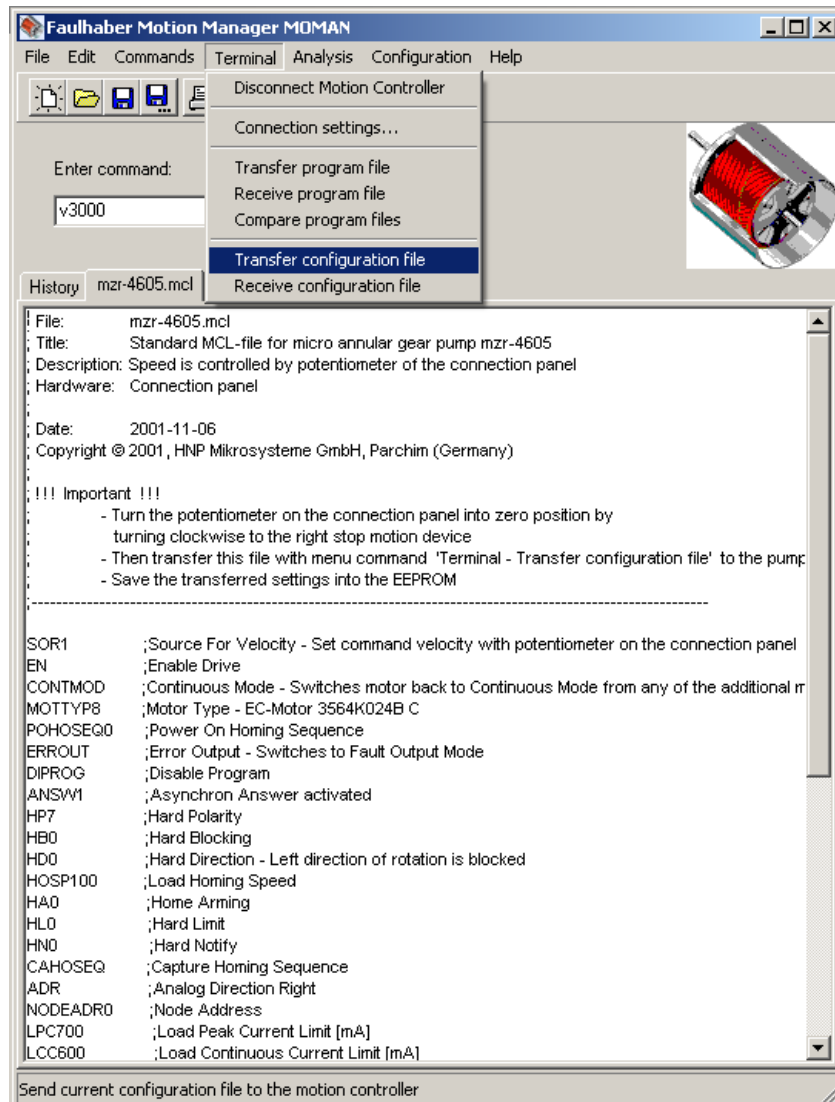 Faulhaber Motion Manager MOMAN
File Edit Commands Terminal Analysis Configuration Help
Disconnect Motion Controller
Connection settings...
Transfer program file
Receive program file
Compare program files
Transfer configuration file
Receive configuration file
Enter command:
v3000
History mzr-4605.mcl
; File: mzr-4605.mcl
; Title: Standard MCL-file for micro annular gear pump mzr-4605
; Description: Speed is controlled by potentiometer of the connection panel
; Hardware: Connection panel
;
; Date: 2001-11-06
; Copyright © 2001, HNP Mikrosysteme GmbH, Parchim (Germany)
;
; !!! Important !!!
; - Turn the potentiometer on the connection panel into zero position by
; turning clockwise to the right stop motion device
; - Then transfer this file with menu command 'Terminal - Transfer configuration file' to the pump
; - Save the transferred settings into the EEPROM
;--------------------------------------------------------------------------------------------------------------
SOR1 ;Source For Velocity - Set command velocity with potentiometer on the connection panel
EN ;Enable Drive
CONTMOD ;Continuous Mode - Switches motor back to Continuous Mode from any of the additional
MOTTYP8 ;Motor Type - EC-Motor 3564K024B C
POHOSEQ0 ;Power On Homing Sequence
ERROUT ;Error Output - Switches to Fault Output Mode
DIPROG ;Disable Program
ANSW1 ;Asynchron Answer activated
HP7 ;Hard Polarity
HB0 ;Hard Blocking
HD0 ;Hard Direction - Left direction of rotation is blocked
HOSP100 ;Load Homing Speed
HA0 ;Home Arming
HL0 ;Hard Limit
HN0 ;Hard Notify
CAHOSEQ ;Capture Homing Sequence
ADR ;Analog Direction Right
NODEADR0 ;Node Address
LPC700 ;Load Peak Current Limit [mA]
LCC600 ;Load Continuous Current Limit [mA]
Send current configuration file to the motion controller